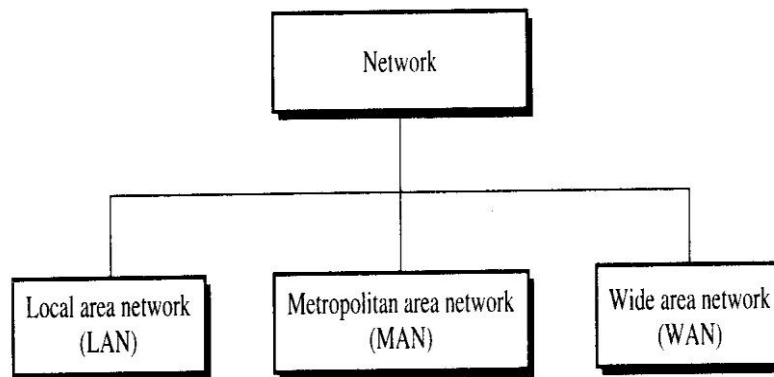 Network
Local area network
(LAN)
Metropolitan area network
(MAN)
Wide area network
(WAN)